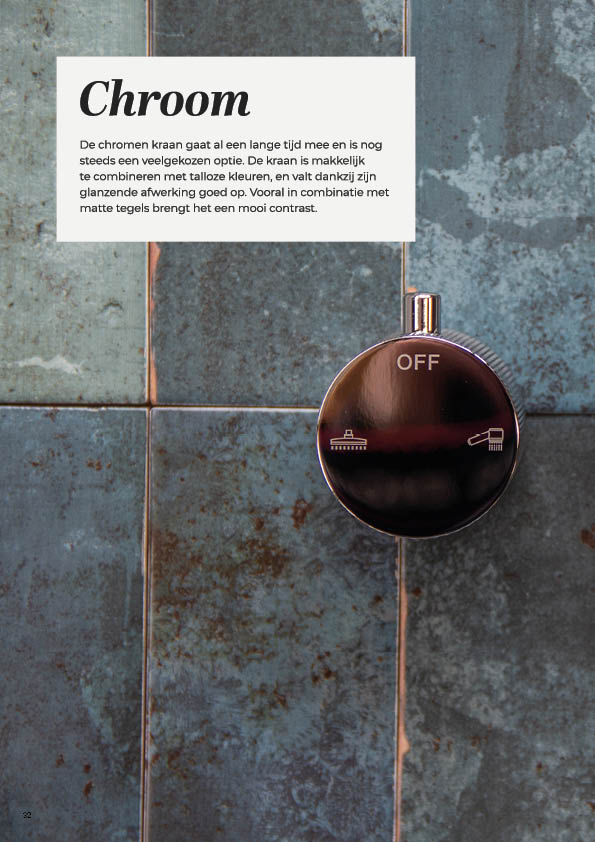 Chroom
De chromen kraan gaat al een lange tijd mee en is nog
steeds een veelgekozen optie. De kraan is makkelijk
te combineren met talloze kleuren, en valt dankzij zijn
glanzende afwerking goed op. Vooral in combinatie met
matte tegels brengt het een mooi contrast.
OFF
92